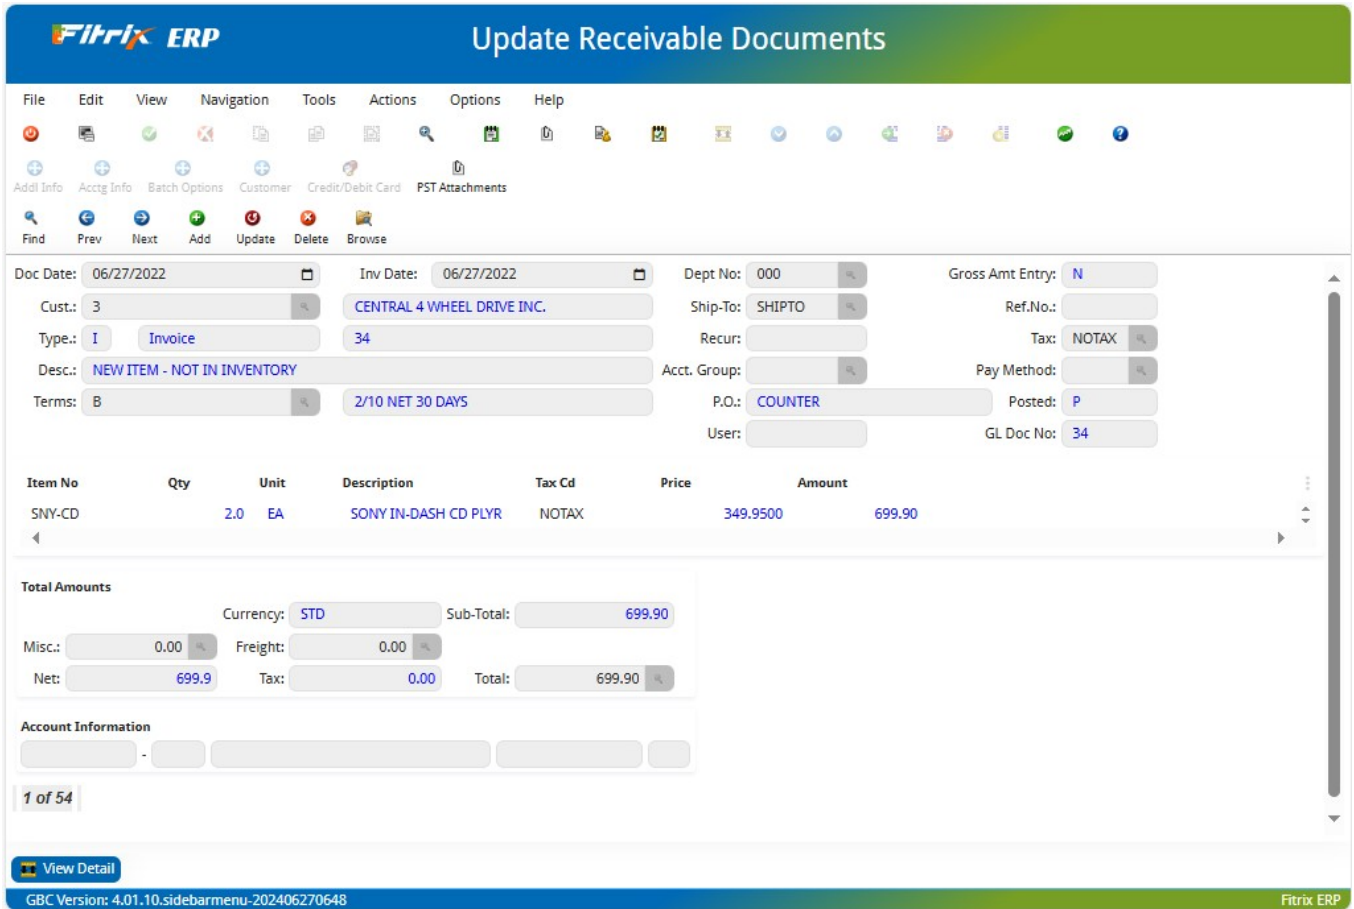 Fitrix ERP
Update Receivable Documents
File Edit View Navigation Tools Actions Options Help
Addl Info Acctg Info Batch Options Customer Credit/Debit Card PST Attachments
Find Prev Next Add Update Delete Browse
Doc Date: 06/27/2022 Inv Date: 06/27/2022 Dept No: 000 Gross Amt Entry: N
Cust.: 3 CENTRAL 4 WHEEL DRIVE INC. Ship-To: SHIPTO Ref.No.:
Type.: I Invoice 34 Recur: Tax: NOTAX
Desc.: NEW ITEM - NOT IN INVENTORY Acct. Group: Pay Method:
Terms: B 2/10 NET 30 DAYS P.O.: COUNTER Posted: P
User: GL Doc No: 34
Item No Qty Unit Description Tax Cd Price Amount
SNY-CD 2.0 EA SONY IN-DASH CD PLYR NOTAX 349.9500 699.90
Total Amounts
Currency: STD Sub-Total: 699.90
Misc.: 0.00 Freight: 0.00
Net: 699.9 Tax: 0.00 Total: 699.90
Account Information
-
1 of 54
View Detail
GBC Version: 4.01.10.sidebarmenu-202406270648 Fitrix ERP